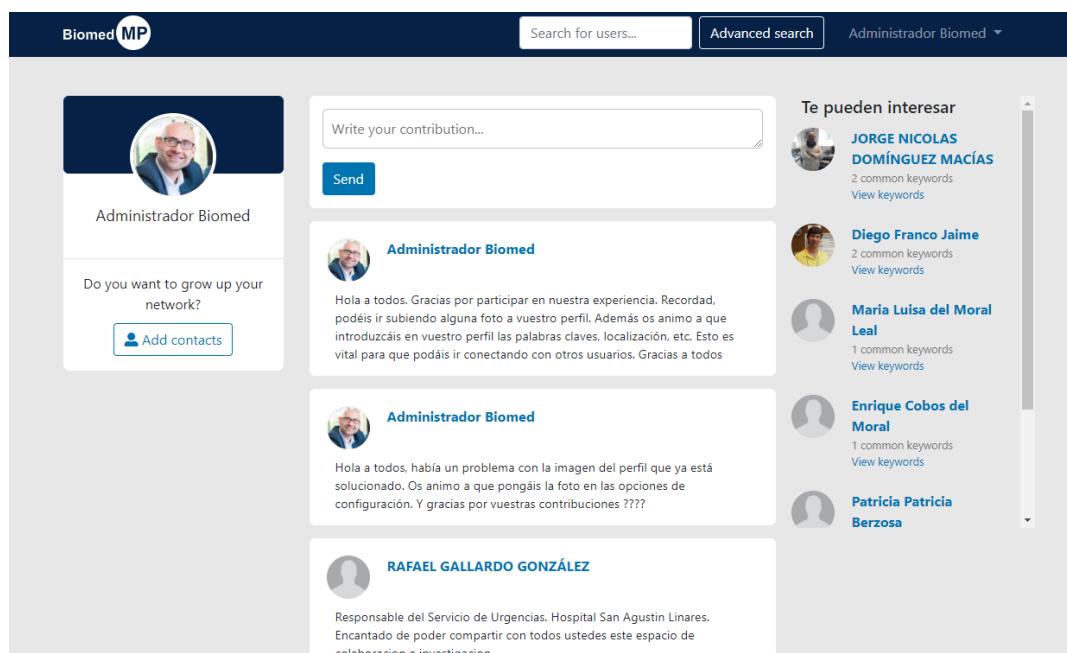 Biomed MP
Search for users...
Advanced search
Administrador Biomed
Administrador Biomed
Do you want to grow up your
network?
Add contacts
Write your contribution...
Send
Administrador Biomed
Hola a todos. Gracias por participar en nuestra experiencia. Recordad,
podéis ir subiendo alguna foto a vuestro perfil. Además os animo a que
introduzcáis en vuestro perfil las palabras claves, localización, etc. Esto es
vital para que podáis ir conectando con otros usuarios. Gracias a todos
Administrador Biomed
Hola a todos, había un problema con la imagen del perfil que ya está
solucionado. Os animo a que pongáis la foto en las opciones de
configuración. Y gracias por vuestras contribuciones ????
RAFAEL GALLARDO GONZÁLEZ
Responsable del Servicio de Urgencias. Hospital San Agustin Linares.
Encantado de poder compartir con todos ustedes este espacio de
colaboracion e investigacion
Te pueden interesar
JORGE NICOLAS
DOMÍNGUEZ MACÍAS
2 common keywords
View keywords
Diego Franco Jaime
2 common keywords
View keywords
Maria Luisa del Moral
Leal
1 common keywords
View keywords
Enrique Cobos del
Moral
1 common keywords
View keywords
Patricia Patricia
Berzosa